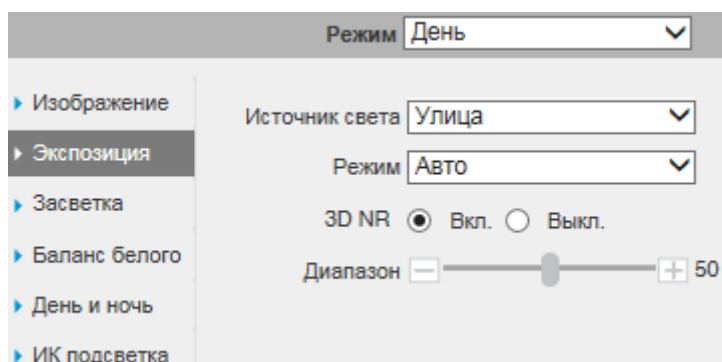 Режим День
Изображение
Источник света Улица
Экспозиция
Режим Авто
Засветка
3D NR Вкл. Выкл.
Баланс белого
Диапазон 50
День и ночь
ИК подсветка